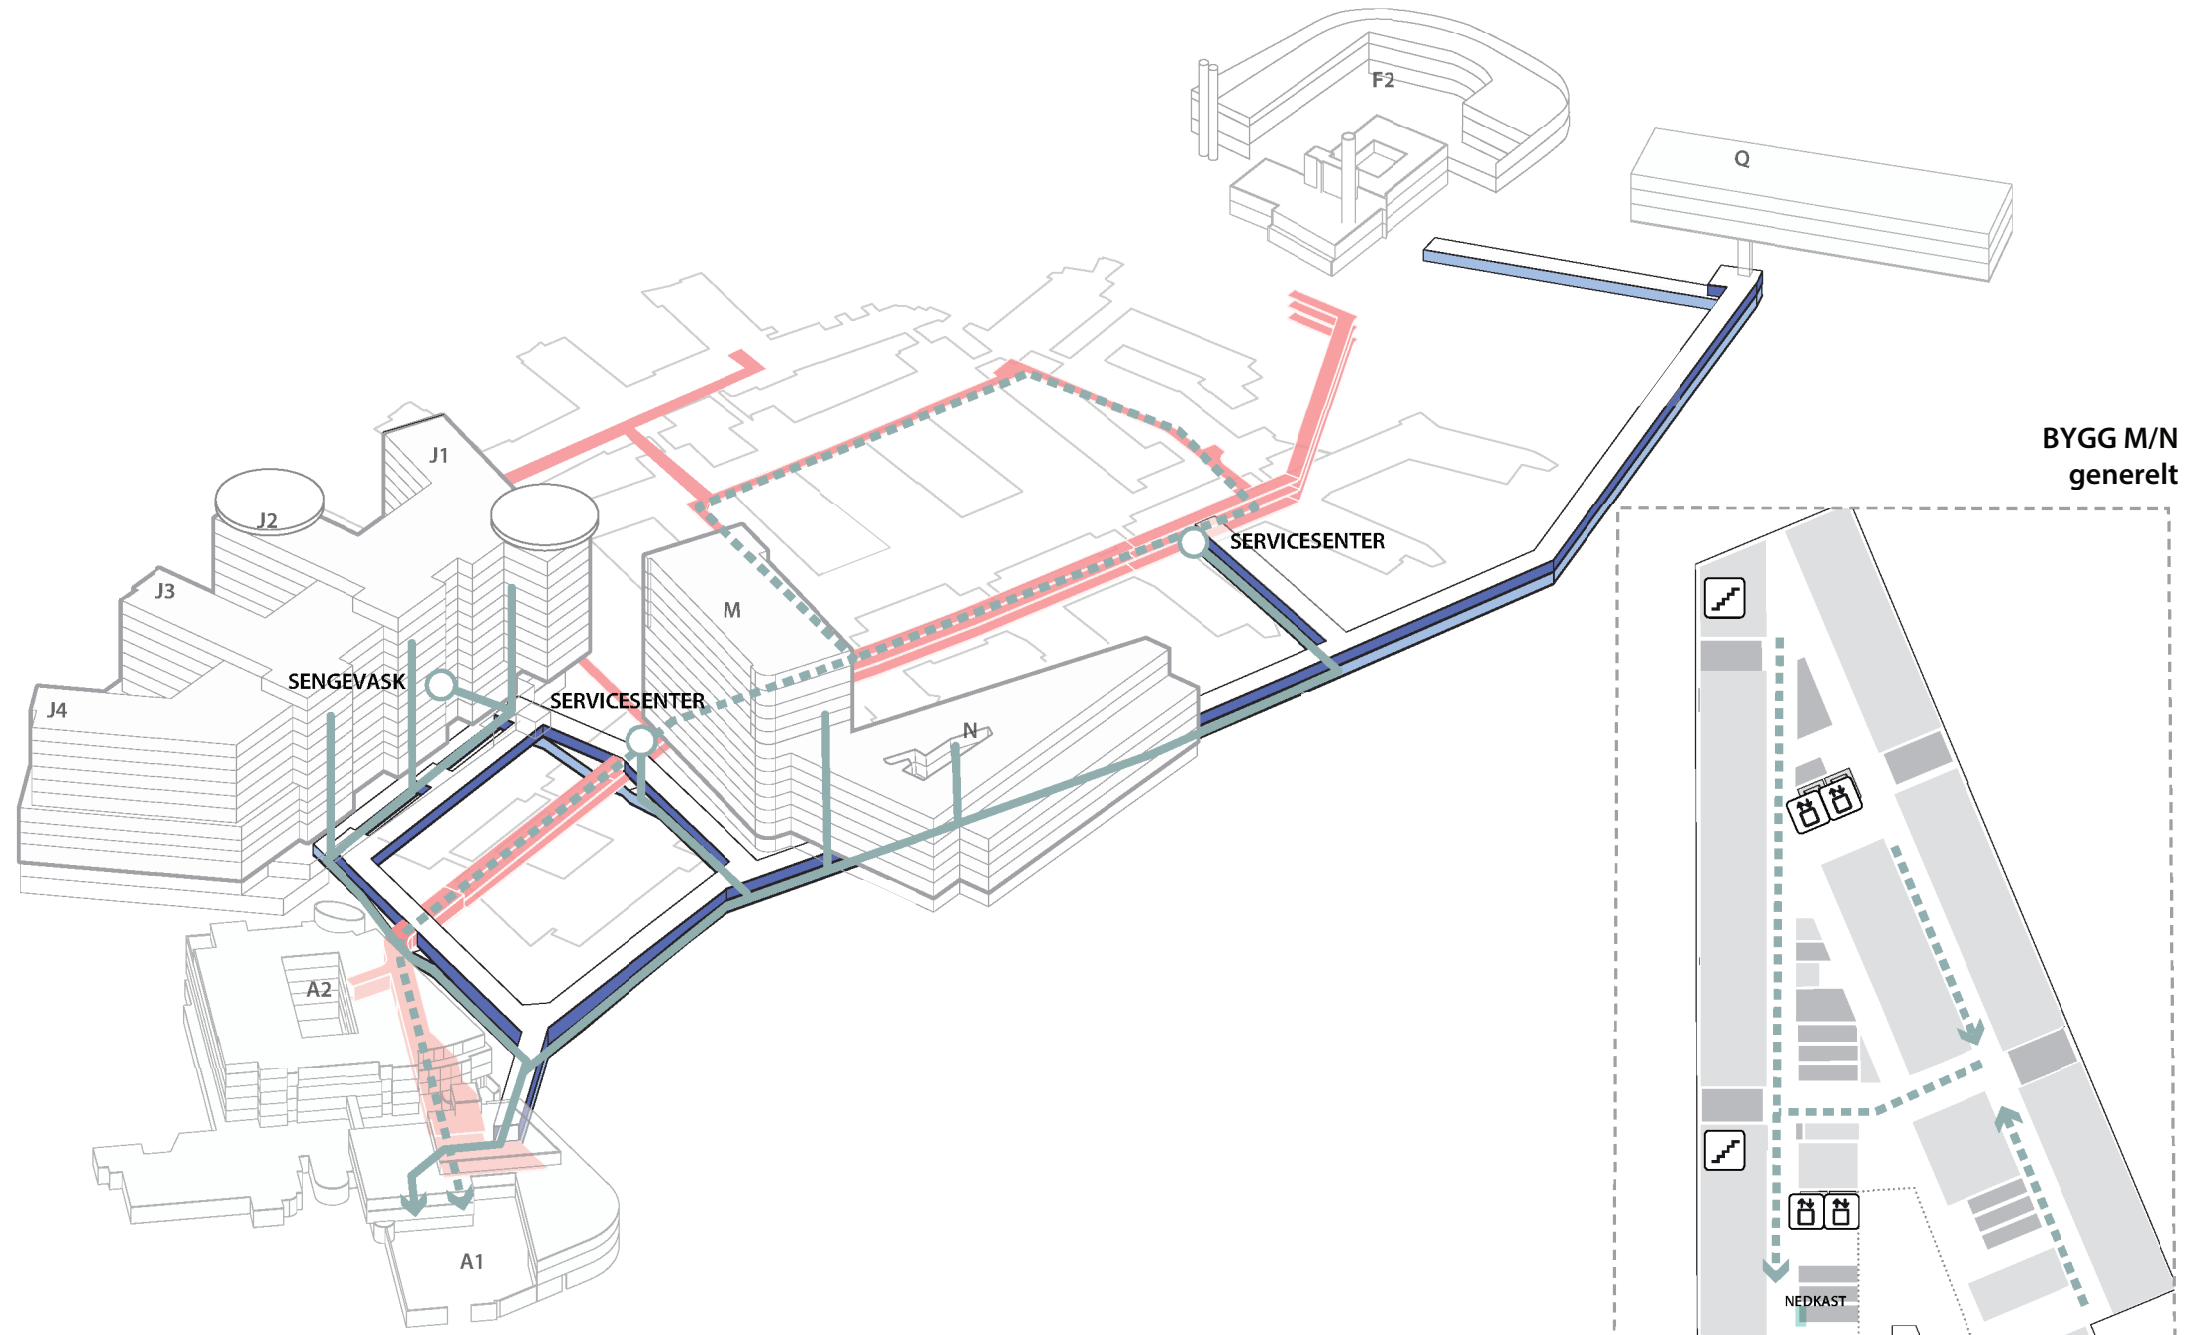 F2
Q
BYGG M/N
generelt
J1
J2
SERVICESENTER
J3
M
SENGEVASK
SERVICESENTER
J4
N
A2
A1
NEDKAST